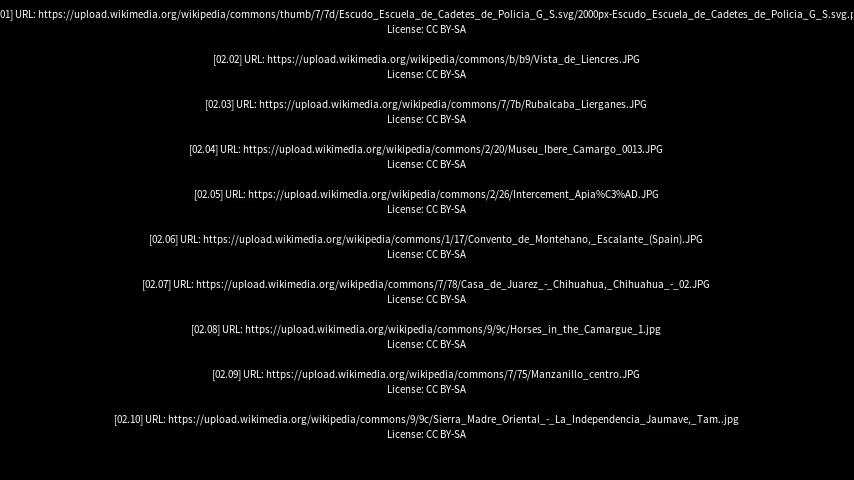 01] URL: https://upload.wikimedia.org/wikipedia/commons/thumb/7/7d/Escudo_Escuela_de_Cadetes_de_Policia_G_S.svg/2000px-Escudo_Escuela_de_Cadetes_de_Policia_G_S.svg.p
License: CC BY-SA
[02.02] URL: https://upload.wikimedia.org/wikipedia/commons/b/b9/Vista_de_Liencres.JPG
License: CC BY-SA
[02.03] URL: https://upload.wikimedia.org/wikipedia/commons/7/7b/Rubalcaba_Lierganes.JPG
License: CC BY-SA
[02.04] URL: https://upload.wikimedia.org/wikipedia/commons/2/20/Museu_Ibere_Camargo_0013.JPG
License: CC BY-SA
[02.05] URL: https://upload.wikimedia.org/wikipedia/commons/2/26/Intercement_Apia%C3%AD.JPG
License: CC BY-SA
[02.06] URL: https://upload.wikimedia.org/wikipedia/commons/1/17/Convento_de_Montehano,_Escalante_(Spain).JPG
License: CC BY-SA
[02.07] URL: https://upload.wikimedia.org/wikipedia/commons/7/78/Casa_de_Juarez_-_Chihuahua,_Chihuahua_-_02.JPG
License: CC BY-SA
[02.08] URL: https://upload.wikimedia.org/wikipedia/commons/9/9c/Horses_in_the_Camargue_1.jpg
License: CC BY-SA
[02.09] URL: https://upload.wikimedia.org/wikipedia/commons/7/75/Manzanillo_centro.JPG
License: CC BY-SA
[02.10] URL: https://upload.wikimedia.org/wikipedia/commons/9/9c/Sierra_Madre_Oriental_-_La_Independencia_Jaumave,_Tam..jpg
License: CC BY-SA